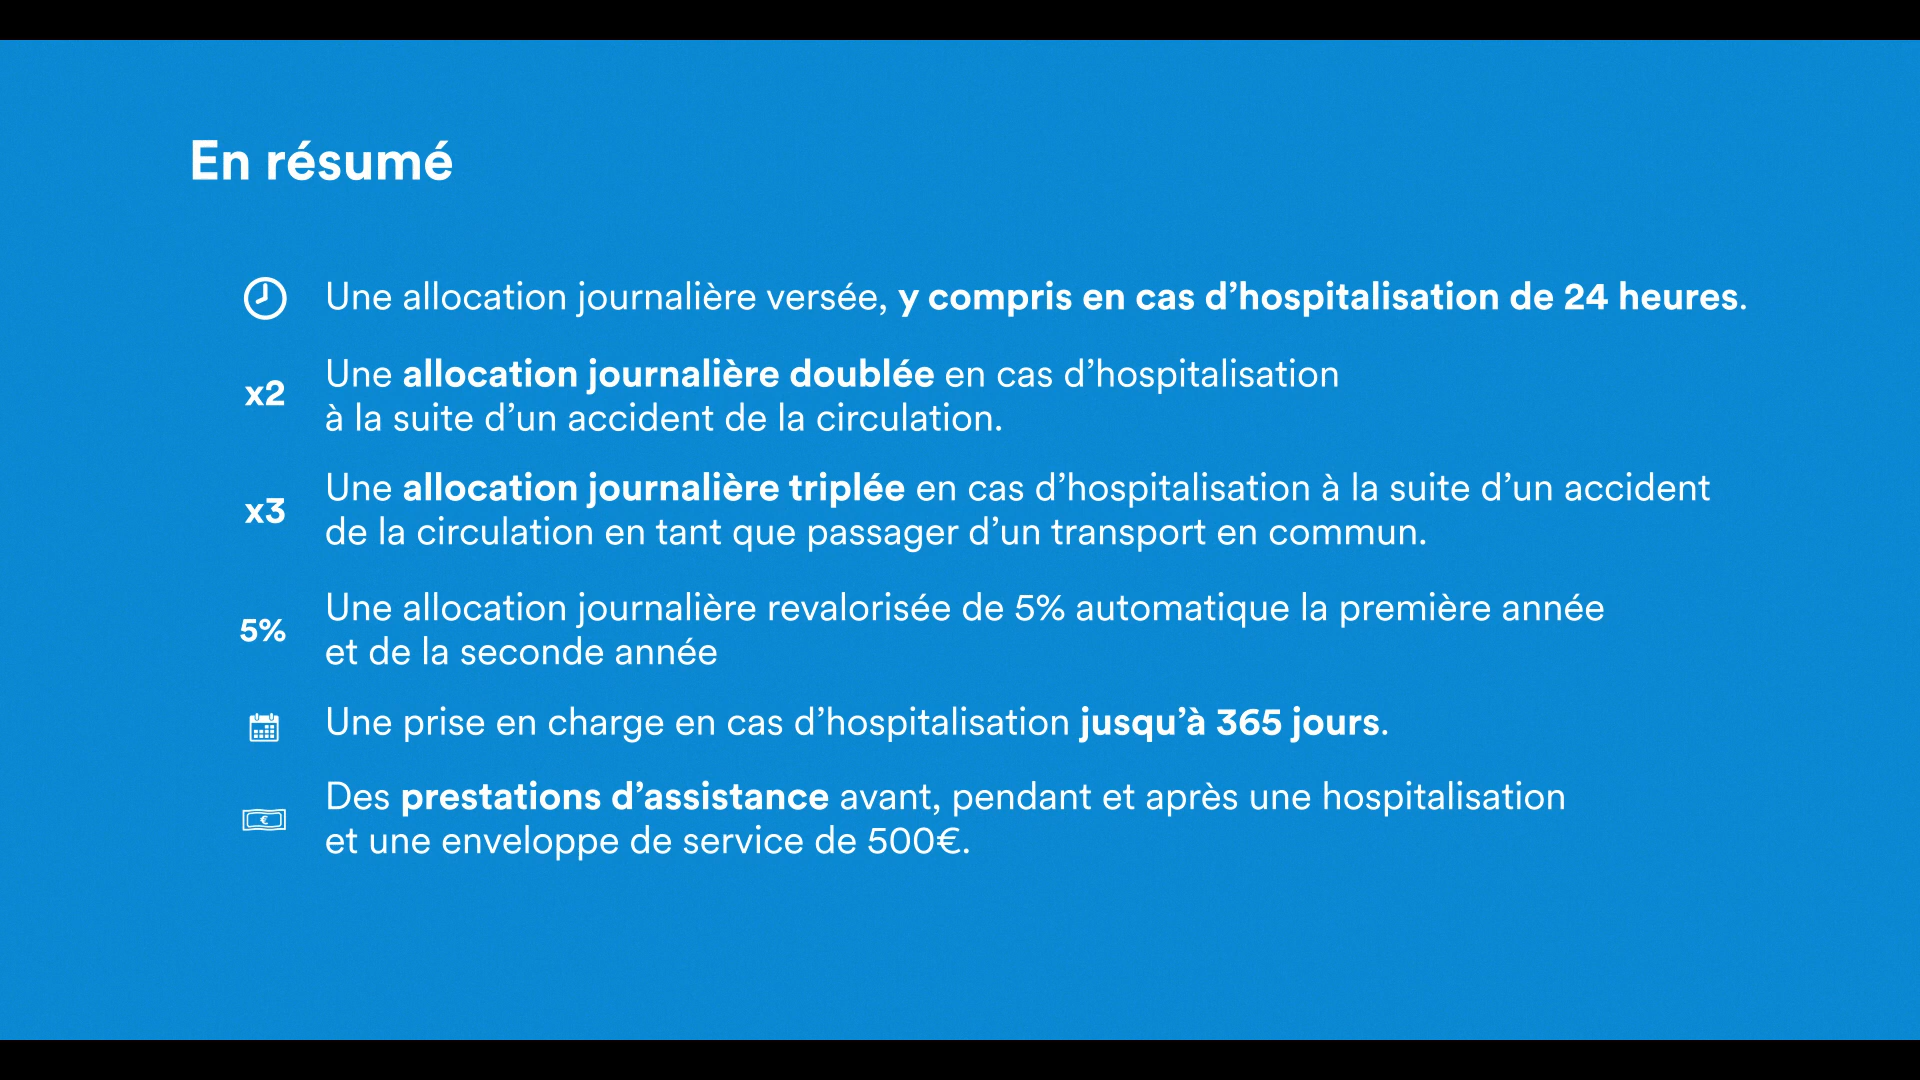 En résumé
Une allocation journalière versée, y compris en cas d’hospitalisation de 24 heures.
x2
Une allocation journalière doublée en cas d’hospitalisation
à la suite d’un accident de la circulation.
x3
Une allocation journalière triplée en cas d’hospitalisation à la suite d’un accident
de la circulation en tant que passager d’un transport en commun.
5%
Une allocation journalière revalorisée de 5% automatique la première année
et de la seconde année
Une prise en charge en cas d’hospitalisation jusqu’à 365 jours.
€
Des prestations d’assistance avant, pendant et après une hospitalisation
et une enveloppe de service de 500€.